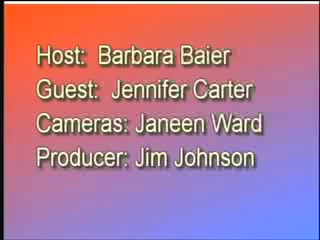 Host: Barbara Baier
Guest: Jennifer Carter
Cameras: Janeen Ward
Producer: Jim Johnson